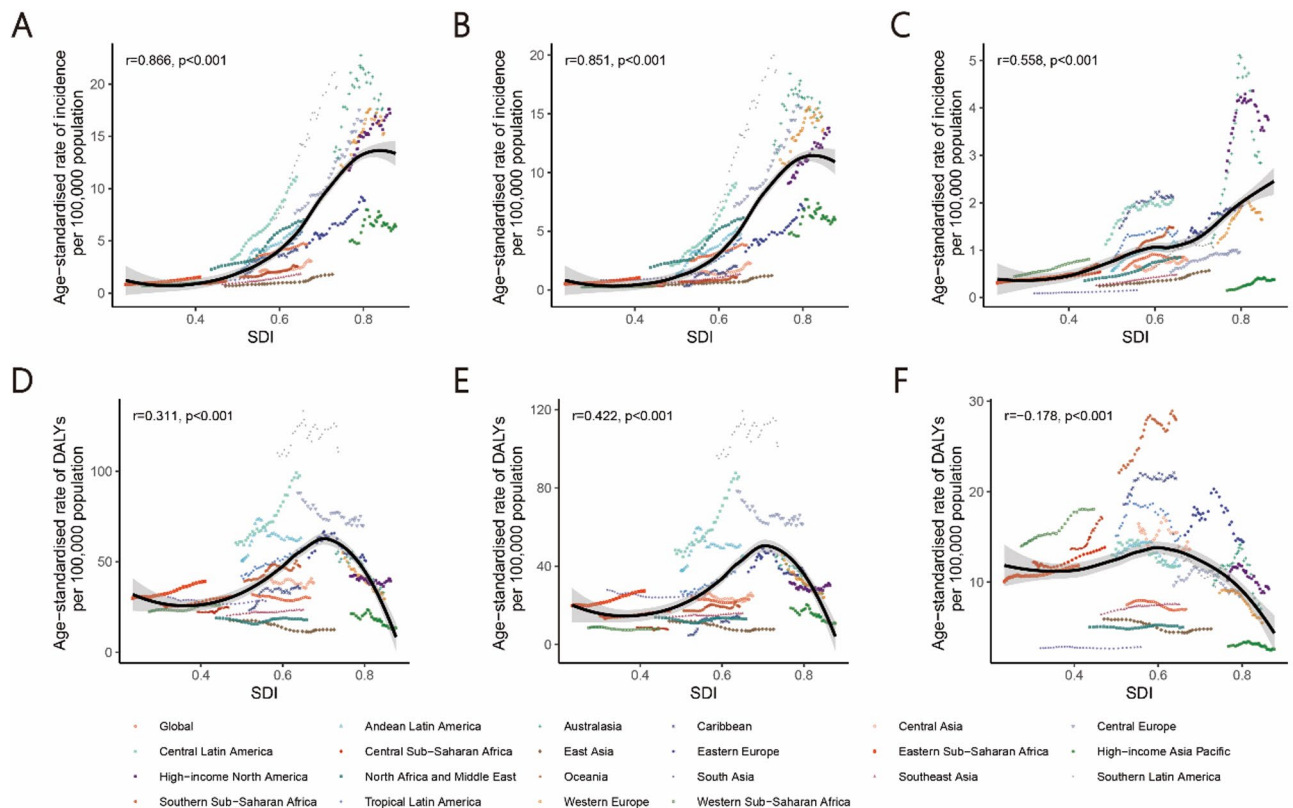 A
B
C
r=0.866, p<0.001
r=0.851, p<0.001
r=0.558, p<0.001
Age−standardised rate of incidence
per 100,000 population
Age−standardised rate of incidence
per 100,000 population
Age−standardised rate of incidence
per 100,000 population
20
15
10
5
0
20
15
10
5
0
5
4
3
2
1
0
0.4
0.6
0.8
0.4
0.6
0.8
0.4
0.6
0.8
SDI
SDI
SDI
D
E
F
r=0.311, p<0.001
r=0.422, p<0.001
r=−0.178, p<0.001
Age−standardised rate of DALYs
per 100,000 population
Age−standardised rate of DALYs
per 100,000 population
Age−standardised rate of DALYs
per 100,000 population
100
50
0
120
80
40
0
30
20
10
0.4
0.6
0.8
0.4
0.6
0.8
0.4
0.6
0.8
SDI
SDI
SDI
Global
Andean Latin America
Australasia
Caribbean
Central Asia
Central Europe
Central Latin America
Central Sub−Saharan Africa
East Asia
Eastern Europe
Eastern Sub−Saharan Africa
High−income Asia Pacific
High−income North America
North Africa and Middle East
Oceania
South Asia
Southeast Asia
Southern Latin America
Southern Sub−Saharan Africa
Tropical Latin America
Western Europe
Western Sub−Saharan Africa